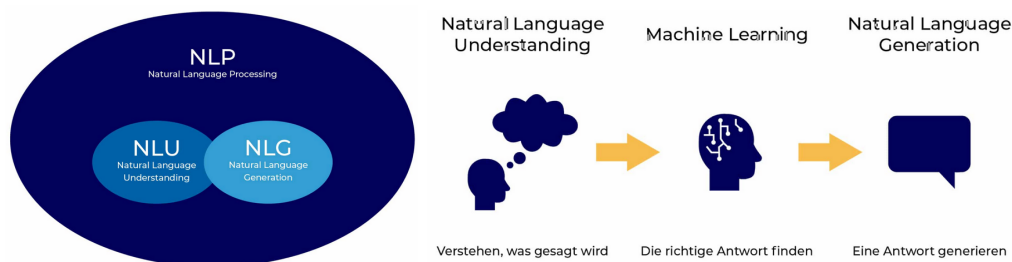 NLP
Natural Language Processing
NLU
Natural Language
Understanding
NLG
Natural Language
Generation
Natural Language
Understanding
Machine Learning
Natural Language
Generation
Verstehen, was gesagt wird
Die richtige Antwort finden
Eine Antwort generieren